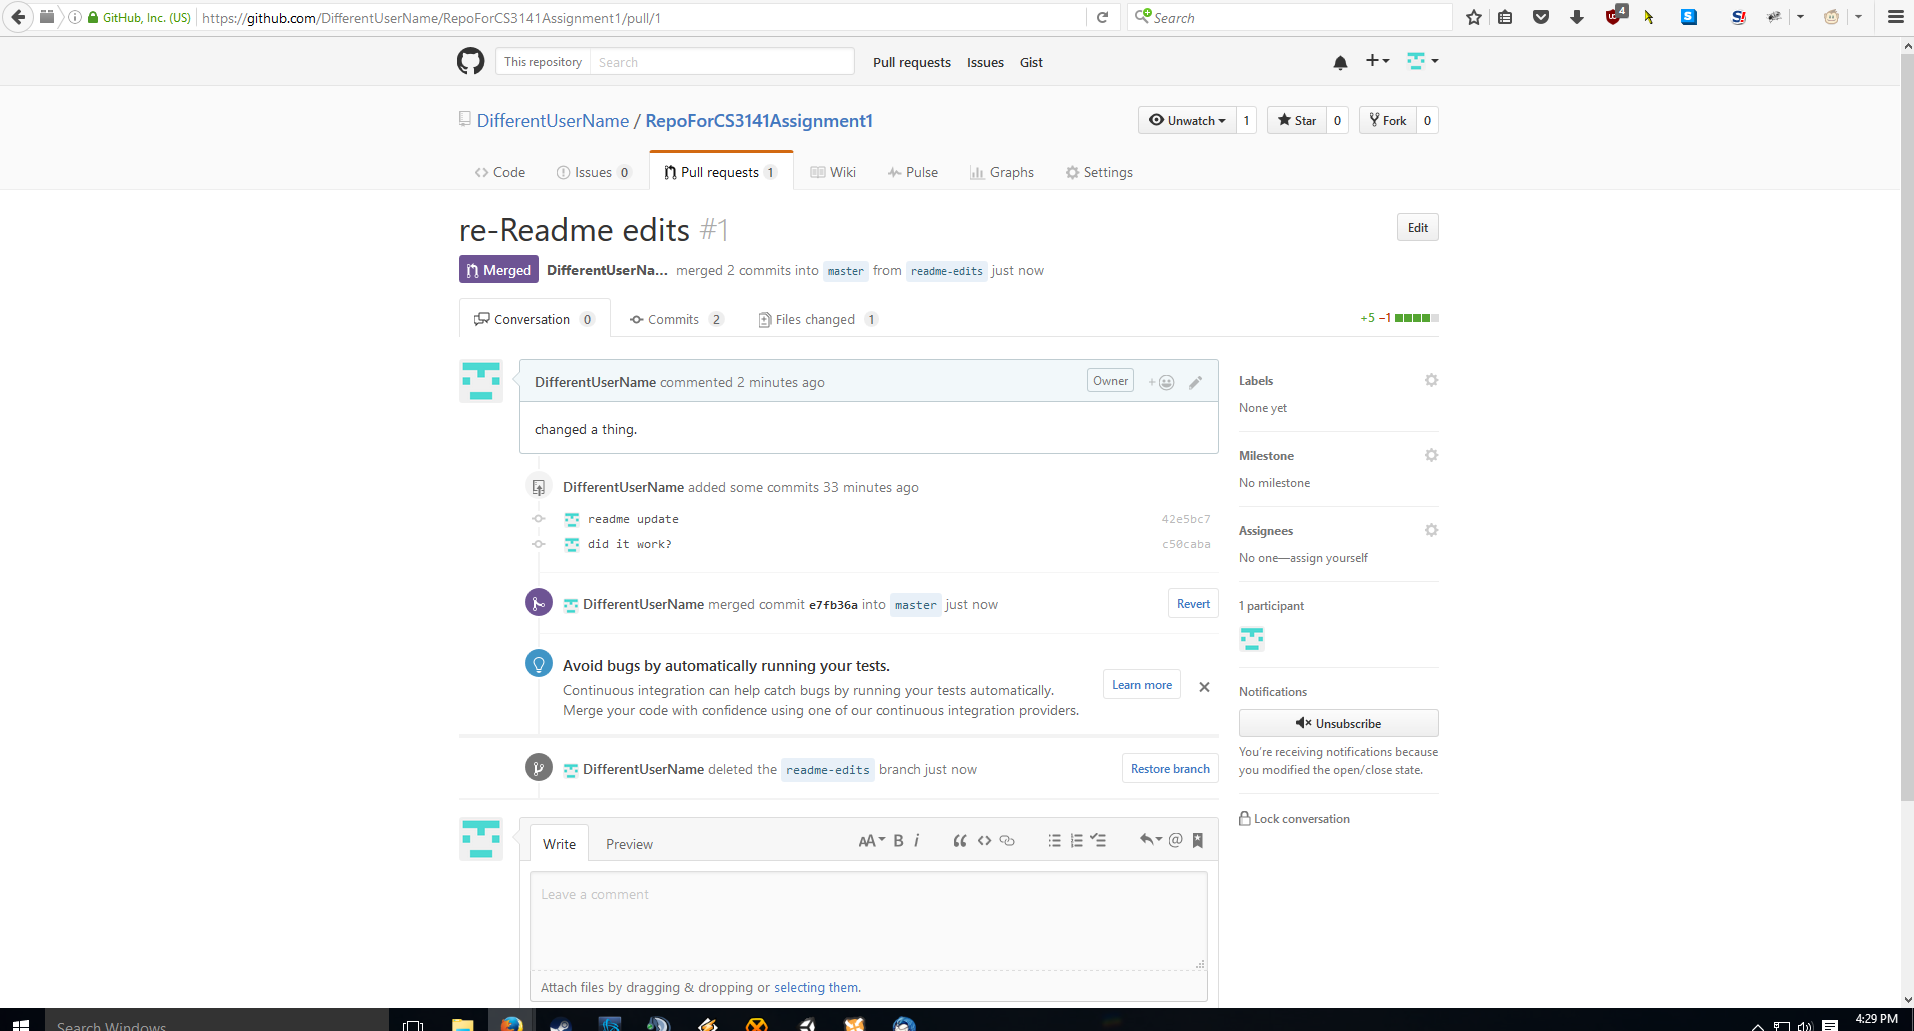 GitHub, Inc. (US) https://github.com/DifferentUserName/RepoForCS3141Assignment1/pull/1 Search 4
This repository Search Pull requests Issues Gist
DifferentUserName / RepoForCS3141Assignment1 Unwatch 1 Star 0 Fork 0
Code Issues 0 Pull requests 1 Wiki Pulse Graphs Settings
re-Readme edits #1 Edit
Merged DifferentUserNa... merged 2 commits into master from readme-edits just now
Conversation 0 Commits 2 Files changed 1 +5 −1
DifferentUserName commented 2 minutes ago Owner
changed a thing.
DifferentUserName added some commits 33 minutes ago
readme update 42e5bc7
did it work? c50caba
DifferentUserName merged commit e7fb36a into master just now Revert
Avoid bugs by automatically running your tests.
Continuous integration can help catch bugs by running your tests automatically.
Merge your code with confidence using one of our continuous integration providers.
Learn more
DifferentUserName deleted the readme-edits branch just now Restore branch
Write Preview AA B i
Leave a comment
Attach files by dragging & dropping or selecting them.
Labels
None yet
Milestone
No milestone
Assignees
No one—assign yourself
1 participant
Notifications
Unsubscribe
You're receiving notifications because
you modified the open/close state.
Lock conversation
Search Windows
4:29 PM